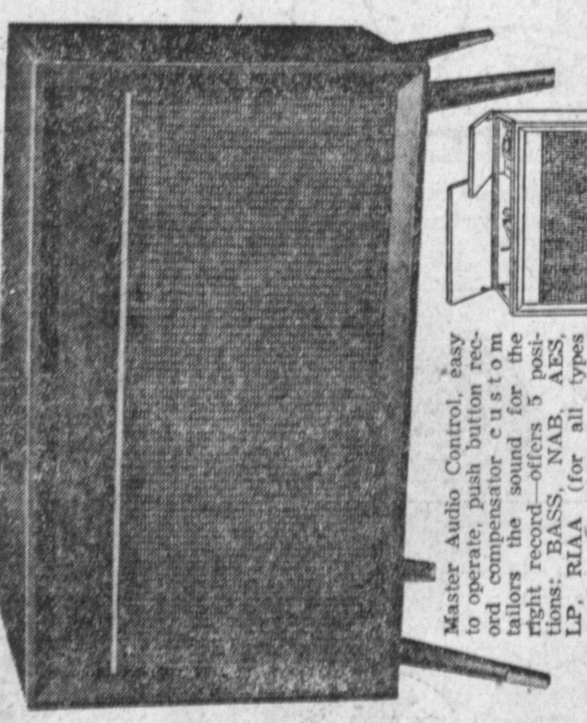 Master Audio Control, easy
to operate, push button rec-
ord compensator custom
tailors the sound for the
right record—offers 5 posi-
tions: BASS, NAB, AES,
LP, RIAA (for all types